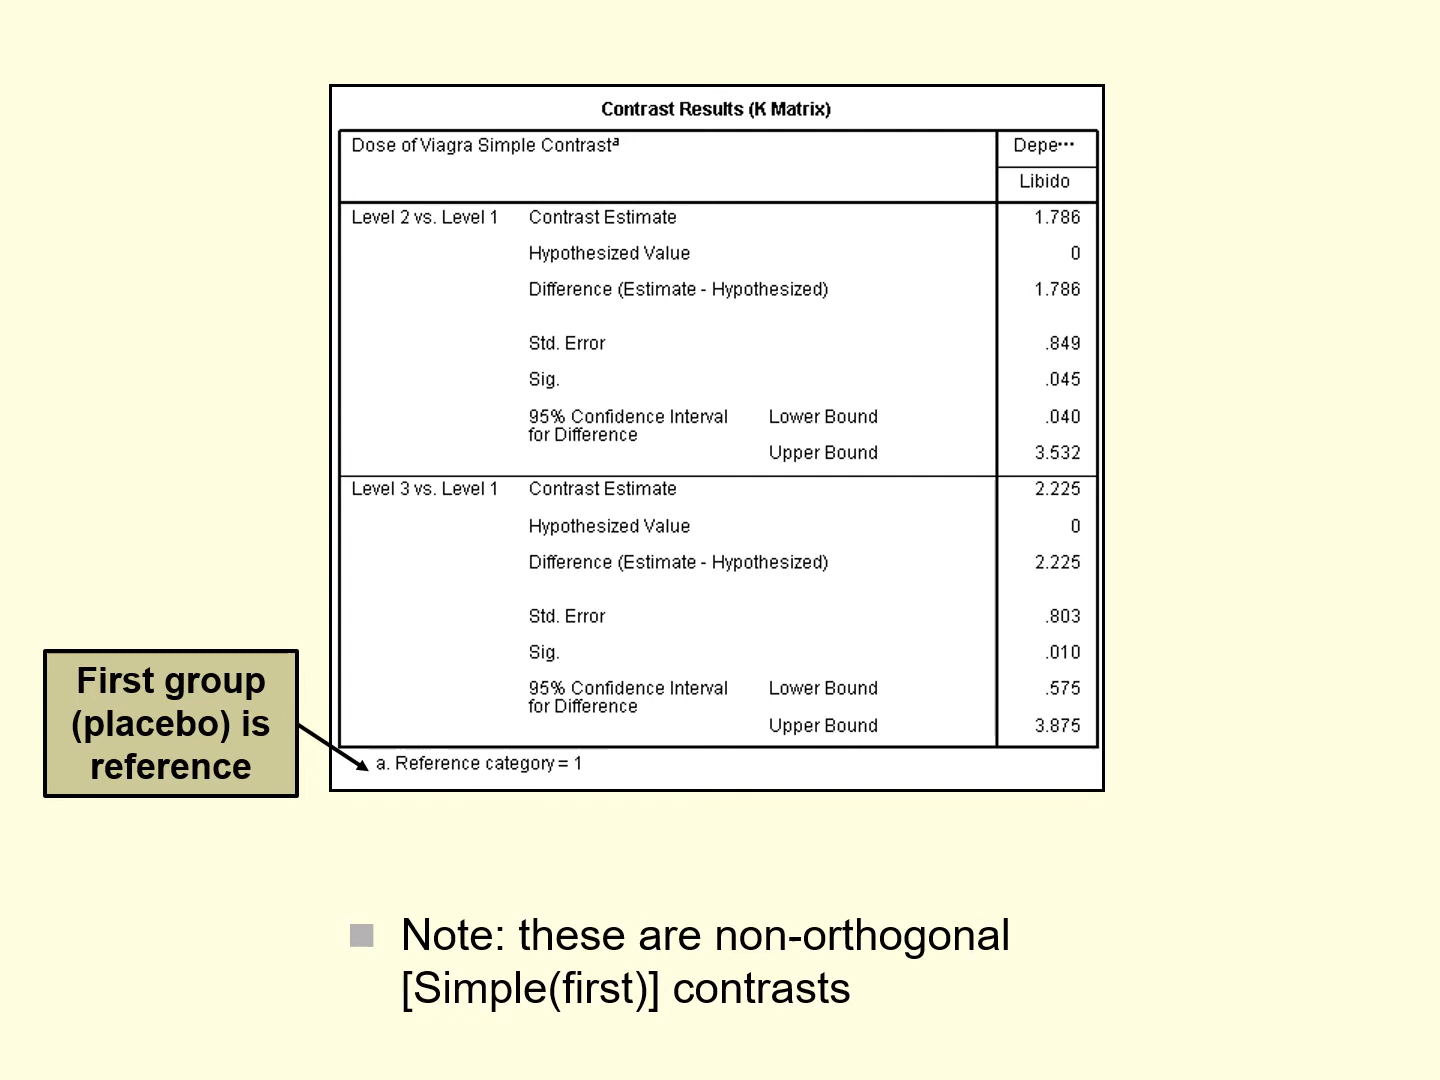 Contrast Results (K Matrix)
Dose of Viagra Simple Contrastª Depe···
Libido
Level 2 vs. Level 1 Contrast Estimate 1.786
Hypothesized Value 0
Difference (Estimate - Hypothesized) 1.786
Std. Error .849
Sig. .045
95% Confidence Interval for Difference Lower Bound .040
Upper Bound 3.532
Level 3 vs. Level 1 Contrast Estimate 2.225
Hypothesized Value 0
Difference (Estimate - Hypothesized) 2.225
Std. Error .803
Sig. .010
95% Confidence Interval for Difference Lower Bound .575
Upper Bound 3.875
a. Reference category = 1
First group
(placebo) is
reference
Note: these are non-orthogonal
[Simple(first)] contrasts